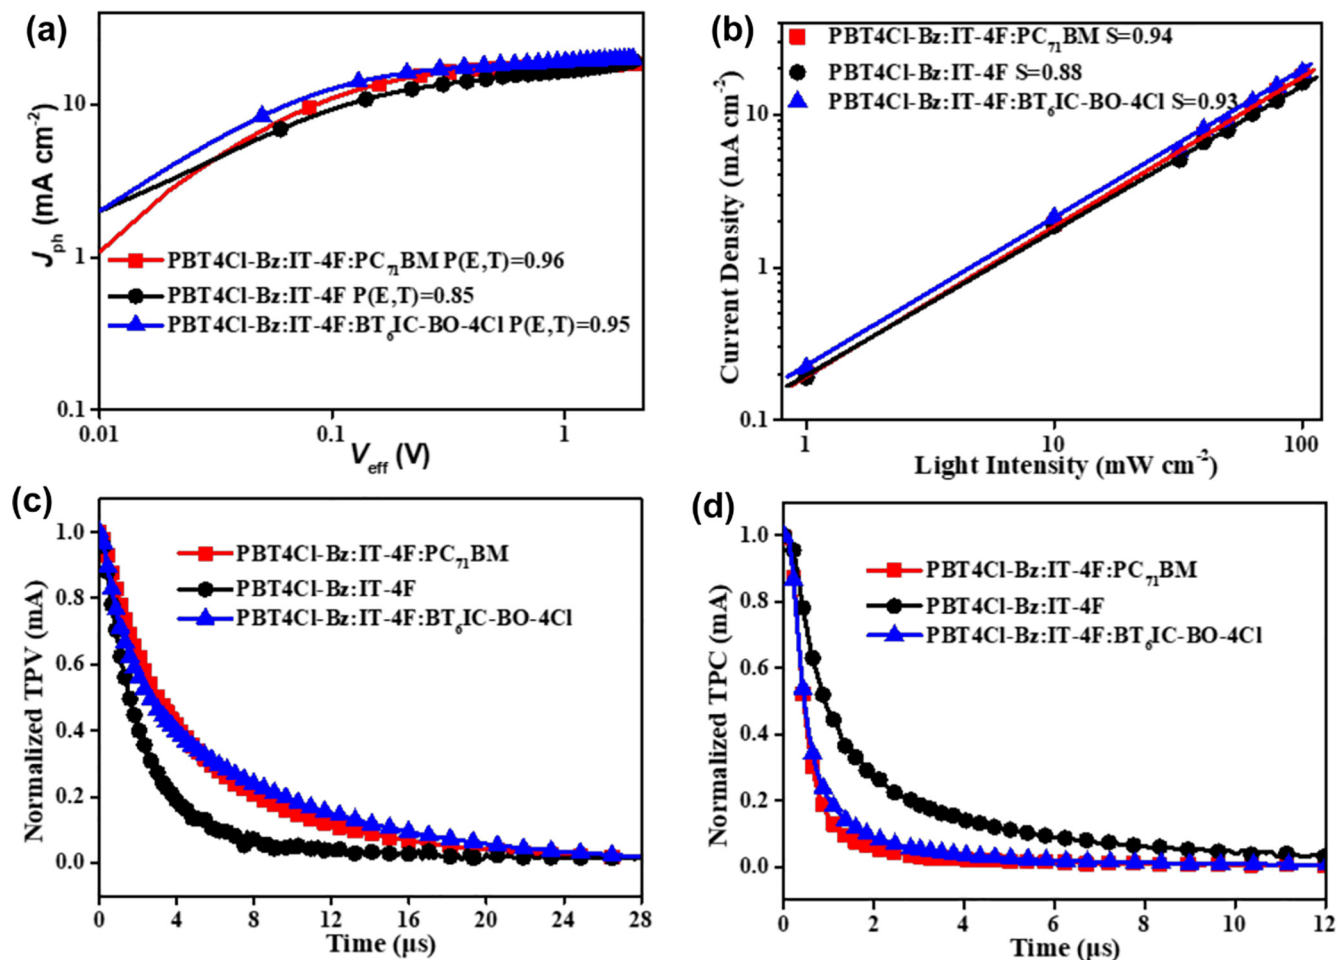 (a)
10
1
0.1
0.01
0.1
1
J_ph (mA cm⁻²)
V_eff (V)
PBT4Cl-Bz:IT-4F:PC₇₁BM P(E,T)=0.96
PBT4Cl-Bz:IT-4F P(E,T)=0.85
PBT4Cl-Bz:IT-4F:BT₆IC-BO-4Cl P(E,T)=0.95
(b)
PBT4Cl-Bz:IT-4F:PC₇₁BM S=0.94
PBT4Cl-Bz:IT-4F S=0.88
PBT4Cl-Bz:IT-4F:BT₆IC-BO-4Cl S=0.93
10
1
0.1
1
10
100
Current Density (mA cm⁻²)
Light Intensity (mW cm⁻²)
(c)
1.0
0.8
0.6
0.4
0.2
0.0
0
4
8
12
16
20
24
28
Normalized TPV (mA)
Time (μs)
PBT4Cl-Bz:IT-4F:PC₇₁BM
PBT4Cl-Bz:IT-4F
PBT4Cl-Bz:IT-4F:BT₆IC-BO-4Cl
(d)
1.0
0.8
0.6
0.4
0.2
0.0
0
2
4
6
8
10
12
Normalized TPC (mA)
Time (μs)
PBT4Cl-Bz:IT-4F:PC₇₁BM
PBT4Cl-Bz:IT-4F
PBT4Cl-Bz:IT-4F:BT₆IC-BO-4Cl